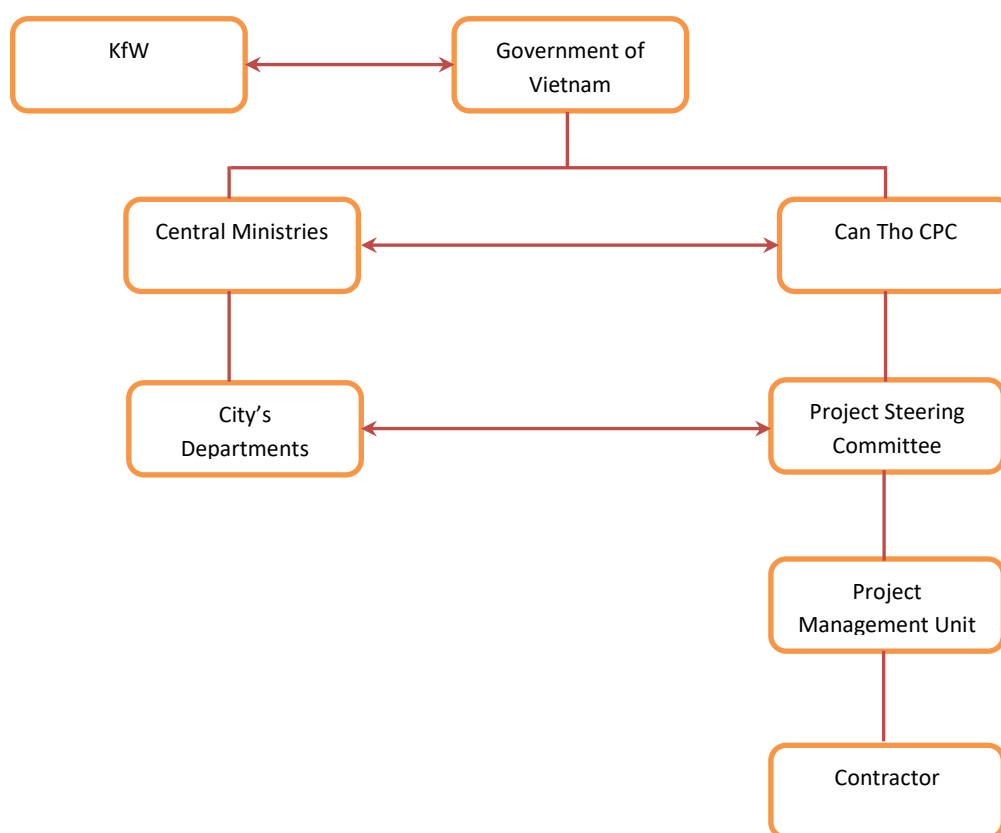 KfW
Government of
Vietnam
Central Ministries
Can Tho CPC
City’s
Departments
Project Steering
Committee
Project
Management Unit
Contractor